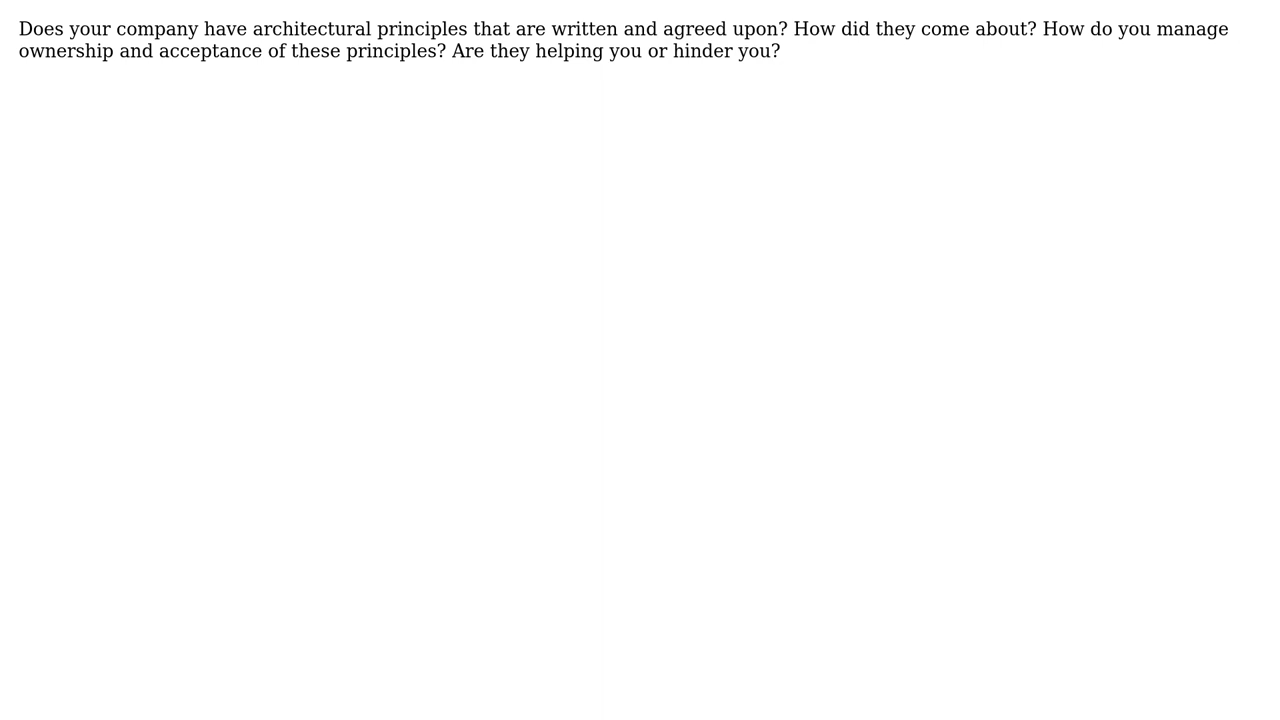 Does your company have architectural principles that are written and agreed upon? How did they come about? How do you manage
ownership and acceptance of these principles? Are they helping you or hinder you?